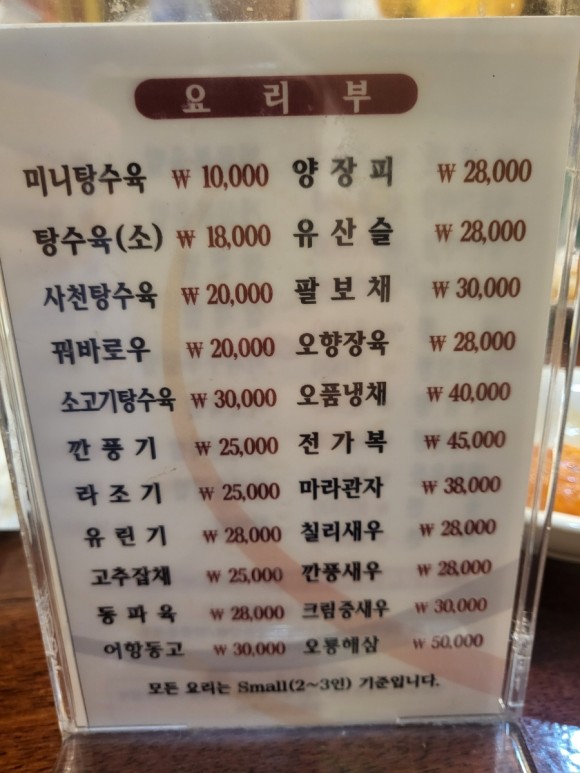 요 리 부
미니탕수육 ₩ 10,000 양 장 피 ₩ 28,000
탕수육(소) ₩ 18,000 유 산 슬 ₩ 28,000
사천탕수육 ₩ 20,000 팔 보 채 ₩ 30,000
꿔바로우 ₩ 20,000 오향장육 ₩ 28,000
소고기탕수육 ₩ 30,000 오품냉채 ₩ 40,000
깐 풍 기 ₩ 25,000 전 가 복 ₩ 45,000
라 조 기 ₩ 25,000 마라관자 ₩ 38,000
유 린 기 ₩ 28,000 칠리새우 ₩ 28,000
고추잡채 ₩ 25,000 깐풍새우 ₩ 28,000
동 파 육 ₩ 28,000 크림중새우 ₩ 30,000
어항동고 ₩ 30,000 오룡해삼 ₩ 50,000
모든 요리는 Small(2~3인) 기준입니다.